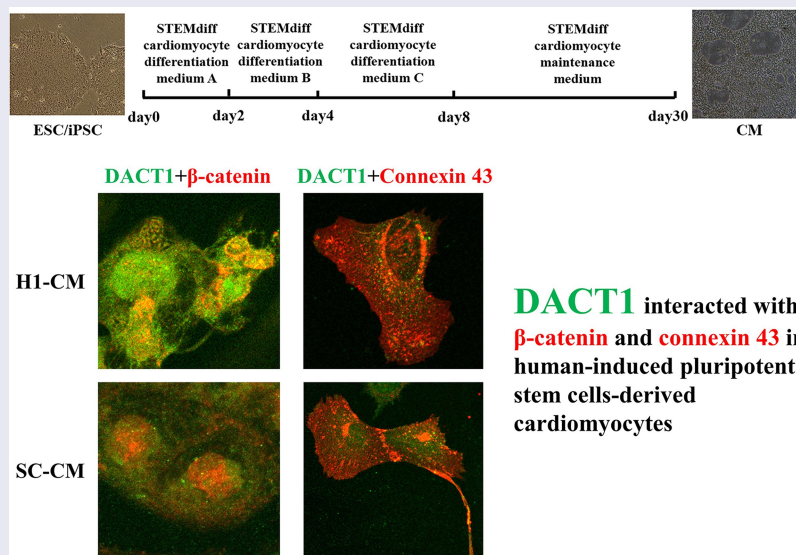 STEMdiff
cardiomyocyte
differentiation
medium A
STEMdiff
cardiomyocyte
differentiation
medium B
STEMdiff
cardiomyocyte
differentiation
medium C
STEMdiff
cardiomyocyte
maintenance
medium
day0
day2
day4
day8
day30
ESC/iPSC
CM
DACT1+β-catenin
DACT1+Connexin 43
H1-CM
SC-CM
DACT1 interacted with
β-catenin and connexin 43 i
human-induced pluripotent
stem cells-derived
cardiomyocytes